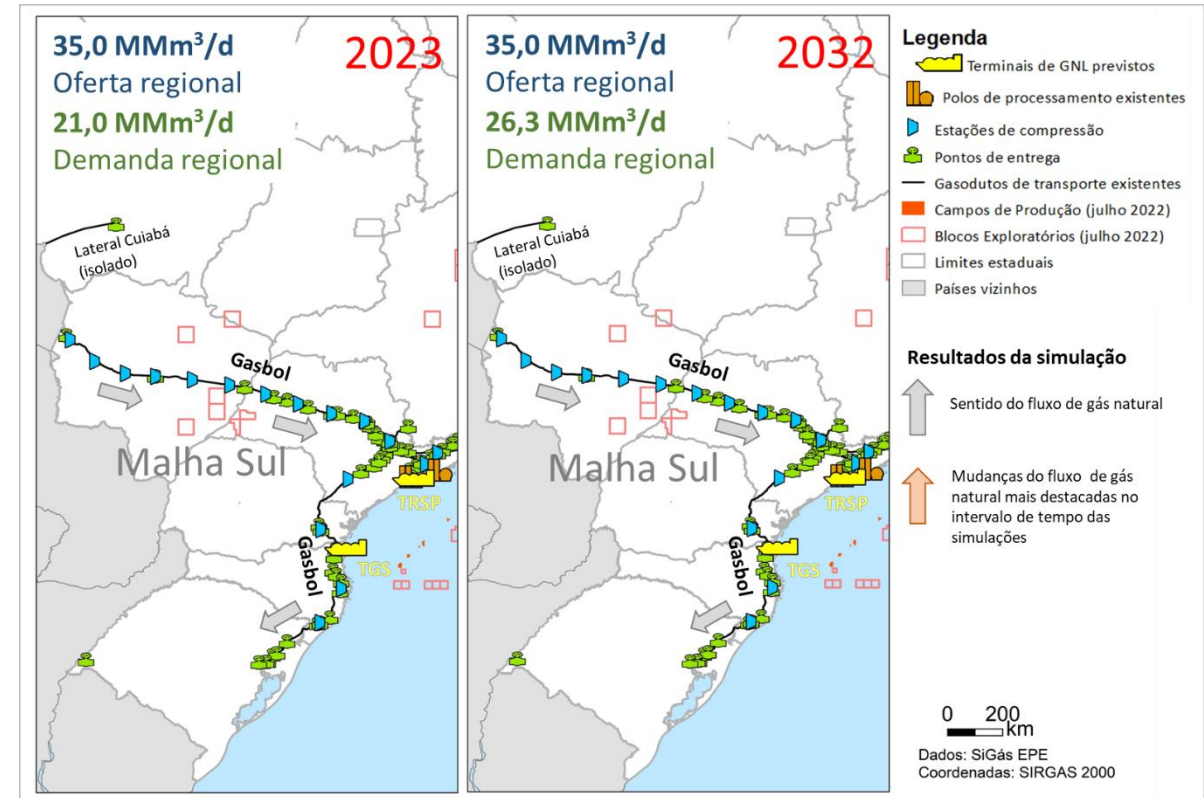 35,0 MMm³/d
Oferta regional
21,0 MMm³/d
Demanda regional
2023
Lateral Cuiabá
(isolado)
Gasbol
Malha Sul
TRSP
Gasbol
TGS
35,0 MMm³/d
Oferta regional
26,3 MMm³/d
Demanda regional
2032
Lateral Cuiabá
(isolado)
Gasbol
Malha Sul
TRSP
Gasbol
TGS
Legenda
Terminais de GNL previstos
Polos de processamento existentes
Estações de compressão
Pontos de entrega
Gasodutos de transporte existentes
Campos de Produção (julho 2022)
Blocos Exploratórios (julho 2022)
Limites estaduais
Países vizinhos
Resultados da simulação
Sentido do fluxo de gás natural
Mudanças do fluxo de gás
natural mais destacadas no
intervalo de tempo das
simulações
0 200
km
Dados: SiGás EPE
Coordenadas: SIRGAS 2000